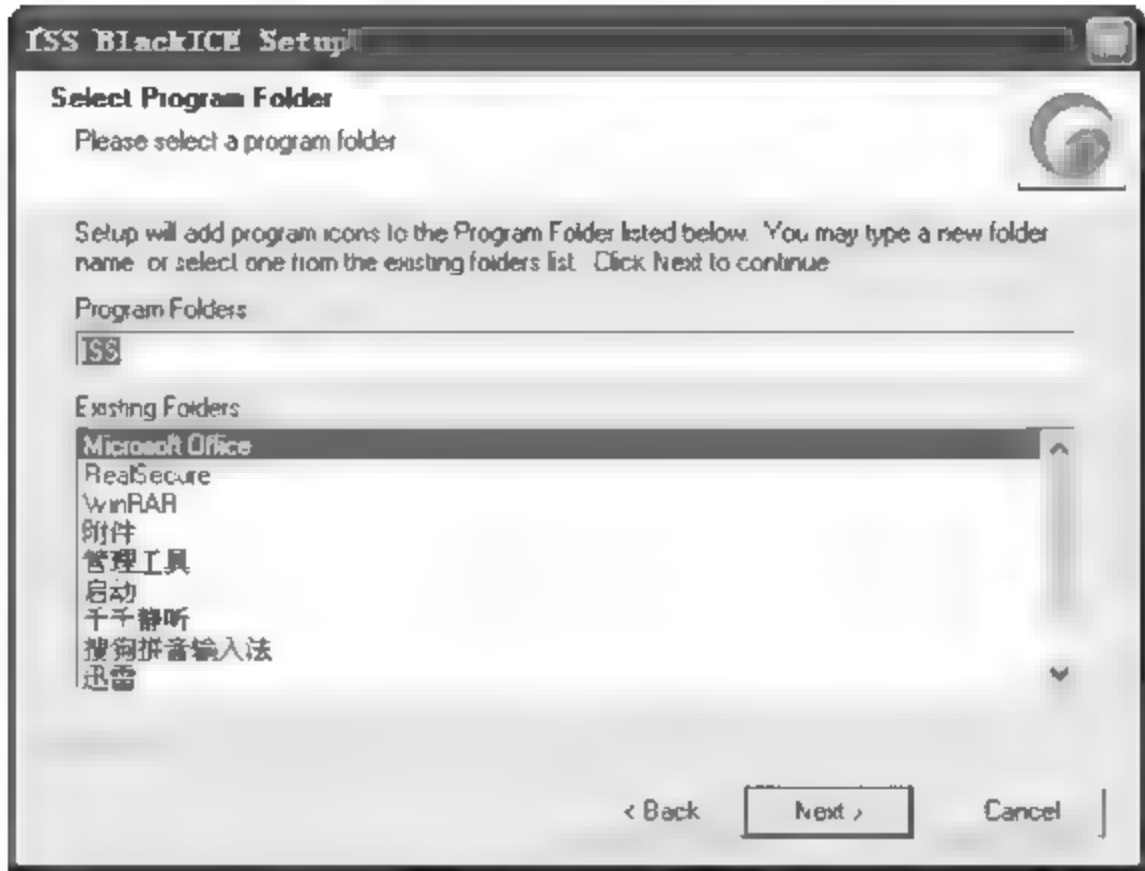 ISS BlackICE Setup
Select Program Folder
Please select a program folder
Setup will add program icons to the Program Folder listed below. You may type a new folder
name, or select one from the existing folders list. Click Next to continue.
Program Folders
ISS
Existing Folders
Microsoft Office
RealSecure
WinRAR
附件
管理工具
启动
千千静听
搜狗拼音输入法
迅雷
< Back
Next >
Cancel